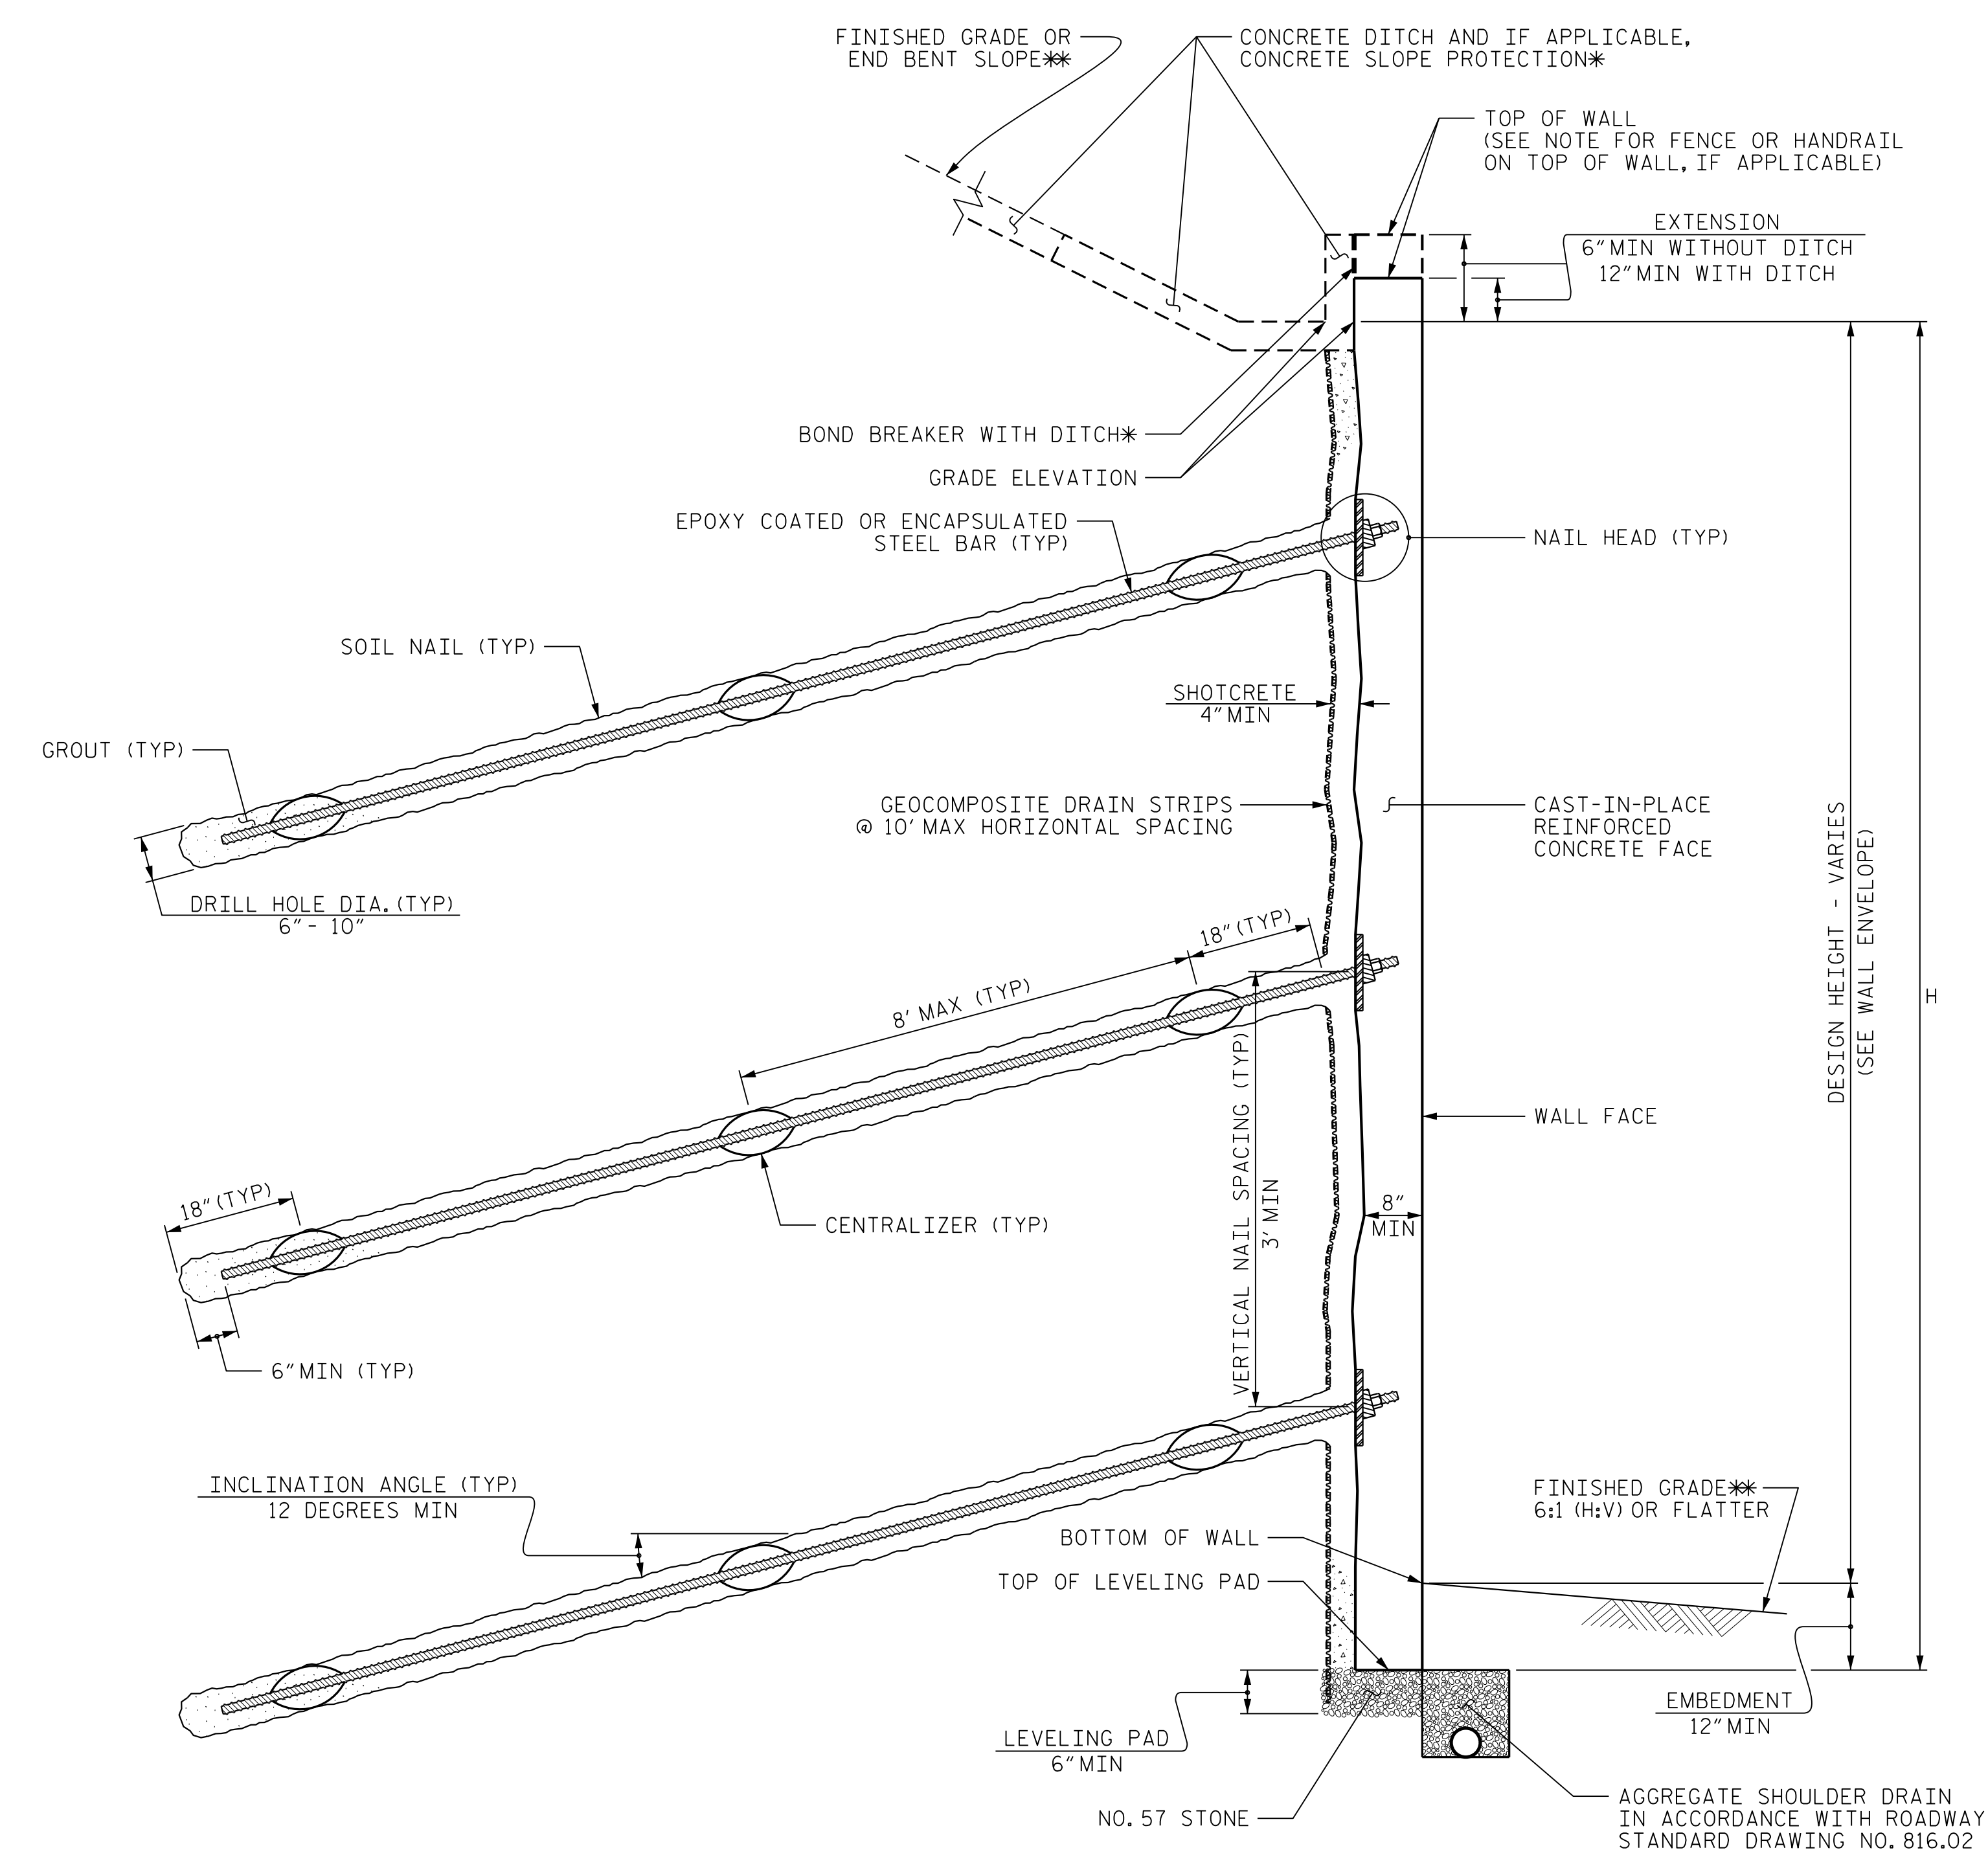 FINISHED GRADE OR
END BENT SLOPE**
CONCRETE DITCH AND IF APPLICABLE,
CONCRETE SLOPE PROTECTION*
TOP OF WALL
(SEE NOTE FOR FENCE OR HANDRAIL
ON TOP OF WALL, IF APPLICABLE)
EXTENSION
6" MIN WITHOUT DITCH
12" MIN WITH DITCH
BOND BREAKER WITH DITCH*
GRADE ELEVATION
EPOXY COATED OR ENCAPSULATED
STEEL BAR (TYP)
NAIL HEAD (TYP)
SOIL NAIL (TYP)
SHOTCRETE
4" MIN
GROUT (TYP)
GEOCOMPOSITE DRAIN STRIPS
@ 10' MAX HORIZONTAL SPACING
CAST-IN-PLACE
REINFORCED
CONCRETE FACE
DRILL HOLE DIA. (TYP)
6" - 10"
18" (TYP)
8' MAX (TYP)
DESIGN HEIGHT - VARIES
(SEE WALL ENVELOPE)
H
VERTICAL NAIL SPACING (TYP)
3' MIN
WALL FACE
18" (TYP)
CENTRALIZER (TYP)
8"
MIN
6" MIN (TYP)
INCLINATION ANGLE (TYP)
12 DEGREES MIN
FINISHED GRADE**
6:1 (H:V) OR FLATTER
BOTTOM OF WALL
TOP OF LEVELING PAD
EMBEDMENT
12" MIN
LEVELING PAD
6" MIN
NO. 57 STONE
AGGREGATE SHOULDER DRAIN
IN ACCORDANCE WITH ROADWAY
STANDARD DRAWING NO. 816.02